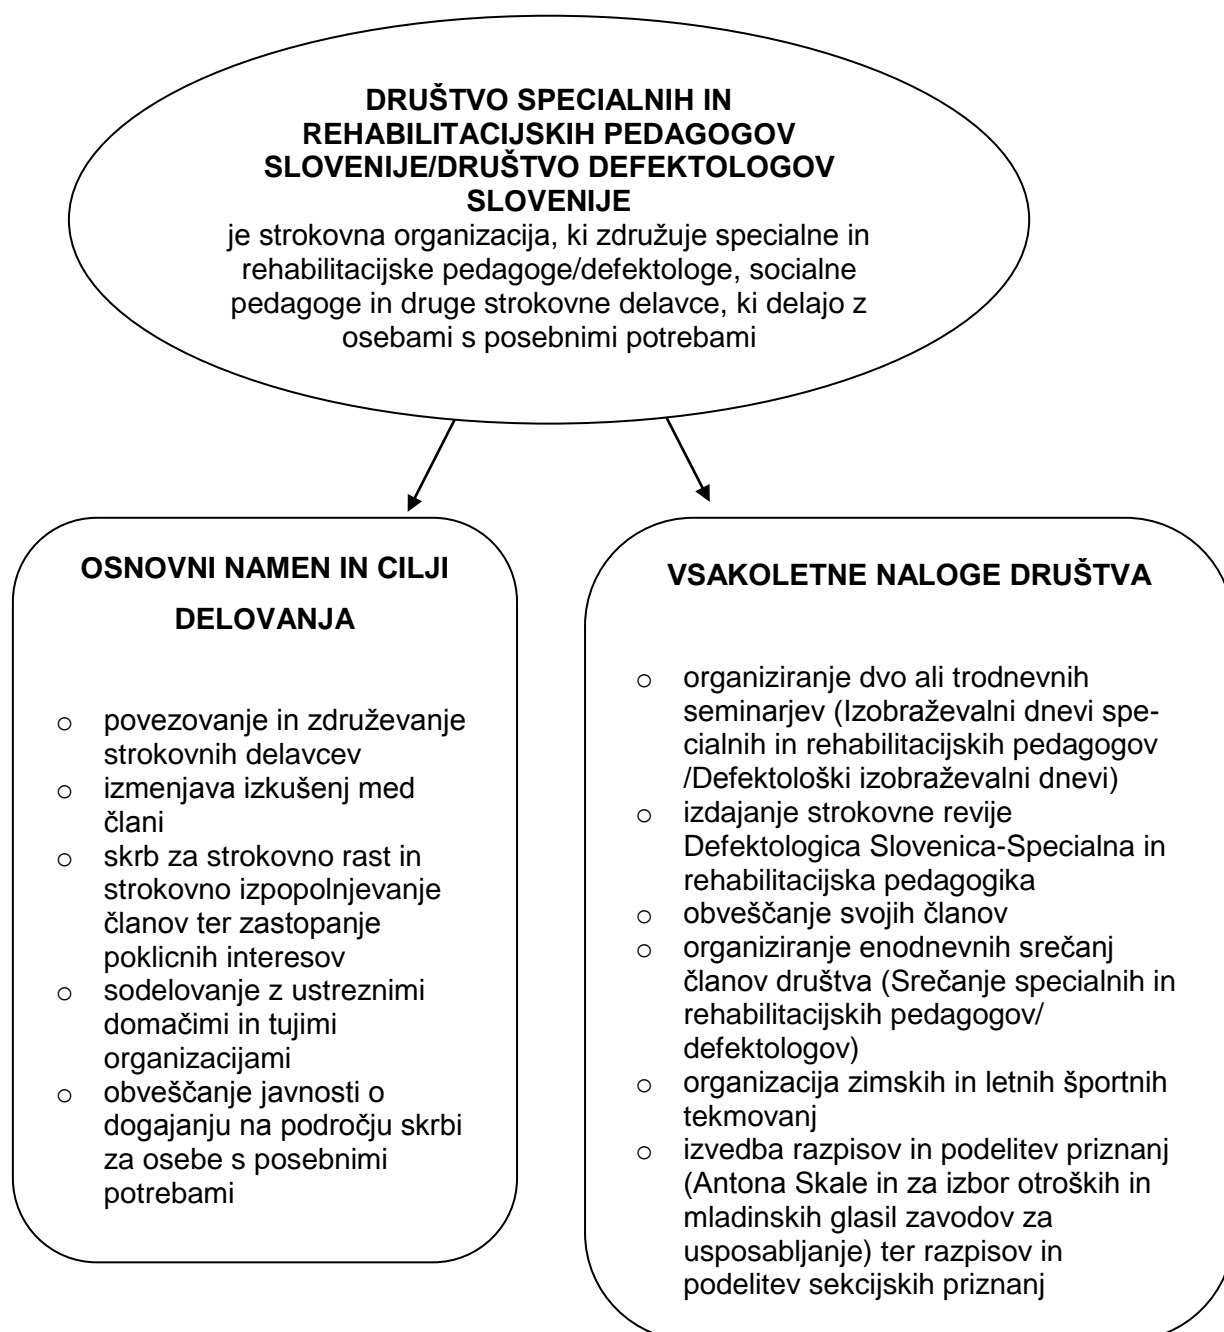 DRUŠTVO SPECIALNIH IN
REHABILITACIJSKIH PEDAGOGOV
SLOVENIJE/DRUŠTVO DEFEKTOLOGOV
SLOVENIJE
je strokovna organizacija, ki združuje specialne in
rehabilitacijske pedagoge/defektologe, socialne
pedagoge in druge strokovne delavce, ki delajo z
osebami s posebnimi potrebami
OSNOVNI NAMEN IN CILJI
DELOVANJA
o povezovanje in združevanje
strokovnih delavcev
o izmenjava izkušenj med
člani
o skrb za strokovno rast in
strokovno izpopolnjevanje
članov ter zastopanje
poklicnih interesov
o sodelovanje z ustreznimi
domačimi in tujimi
organizacijami
o obveščanje javnosti o
dogajanju na področju skrbi
za osebe s posebnimi
potrebami
VSAKOLETNE NALOGE DRUŠTVA
o organiziranje dvo ali trodnevnih
seminarjev (Izobraževalni dnevi spe-
cialnih in rehabilitacijskih pedagogov
/Defektološki izobraževalni dnevi)
o izdajanje strokovne revije
Defektologica Slovenica-Specialna in
rehabilitacijska pedagogika
o obveščanje svojih članov
o organiziranje enodnevnih srečanj
članov društva (Srečanje specialnih in
rehabilitacijskih pedagogov/
defektologov)
o organizacija zimskih in letnih športnih
tekmovanj
o izvedba razpisov in podelitev priznanj
(Antona Skale in za izbor otroških in
mladinskih glasil zavodov za
usposabljanje) ter razpisov in
podelitev sekcijskih priznanj